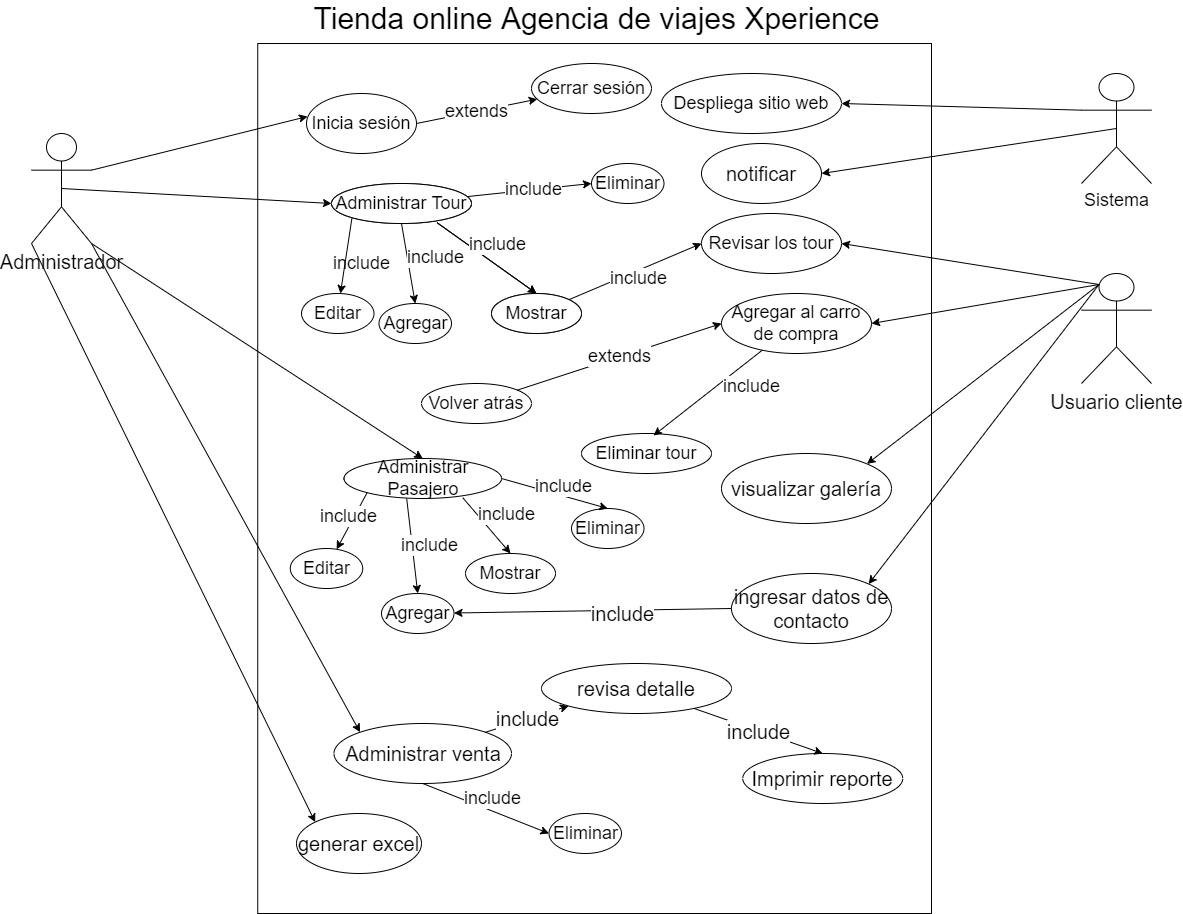 Tienda online Agencia de viajes Xperience
Cerrar sesión
Despliega sitio web
extends
Inicia sesión
notificar
Eliminar
include
Sistema
Administrar Tour
Revisar los tour
include
include
include
Administrador
include
Editar
Agregar
Mostrar
Agregar al carro
de compra
extends
include
Volver atrás
Usuario cliente
Eliminar tour
Administrar
Pasajero
include
visualizar galería
include
include
Eliminar
include
Editar
Mostrar
Agregar
include
ingresar datos de
contacto
revisa detalle
include
include
Administrar venta
Imprimir reporte
include
Eliminar
generar excel